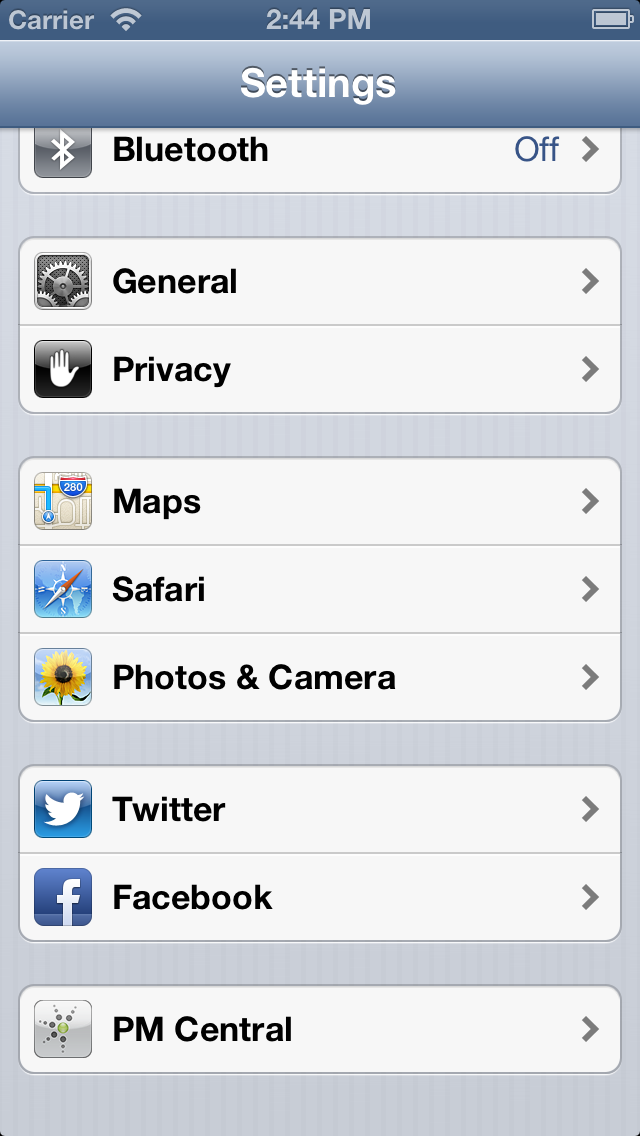 Carrier 2:44 PM
Settings
Bluetooth Off
General
Privacy
280
Maps
N
S
Safari
Photos & Camera
Twitter
f
Facebook
PM Central